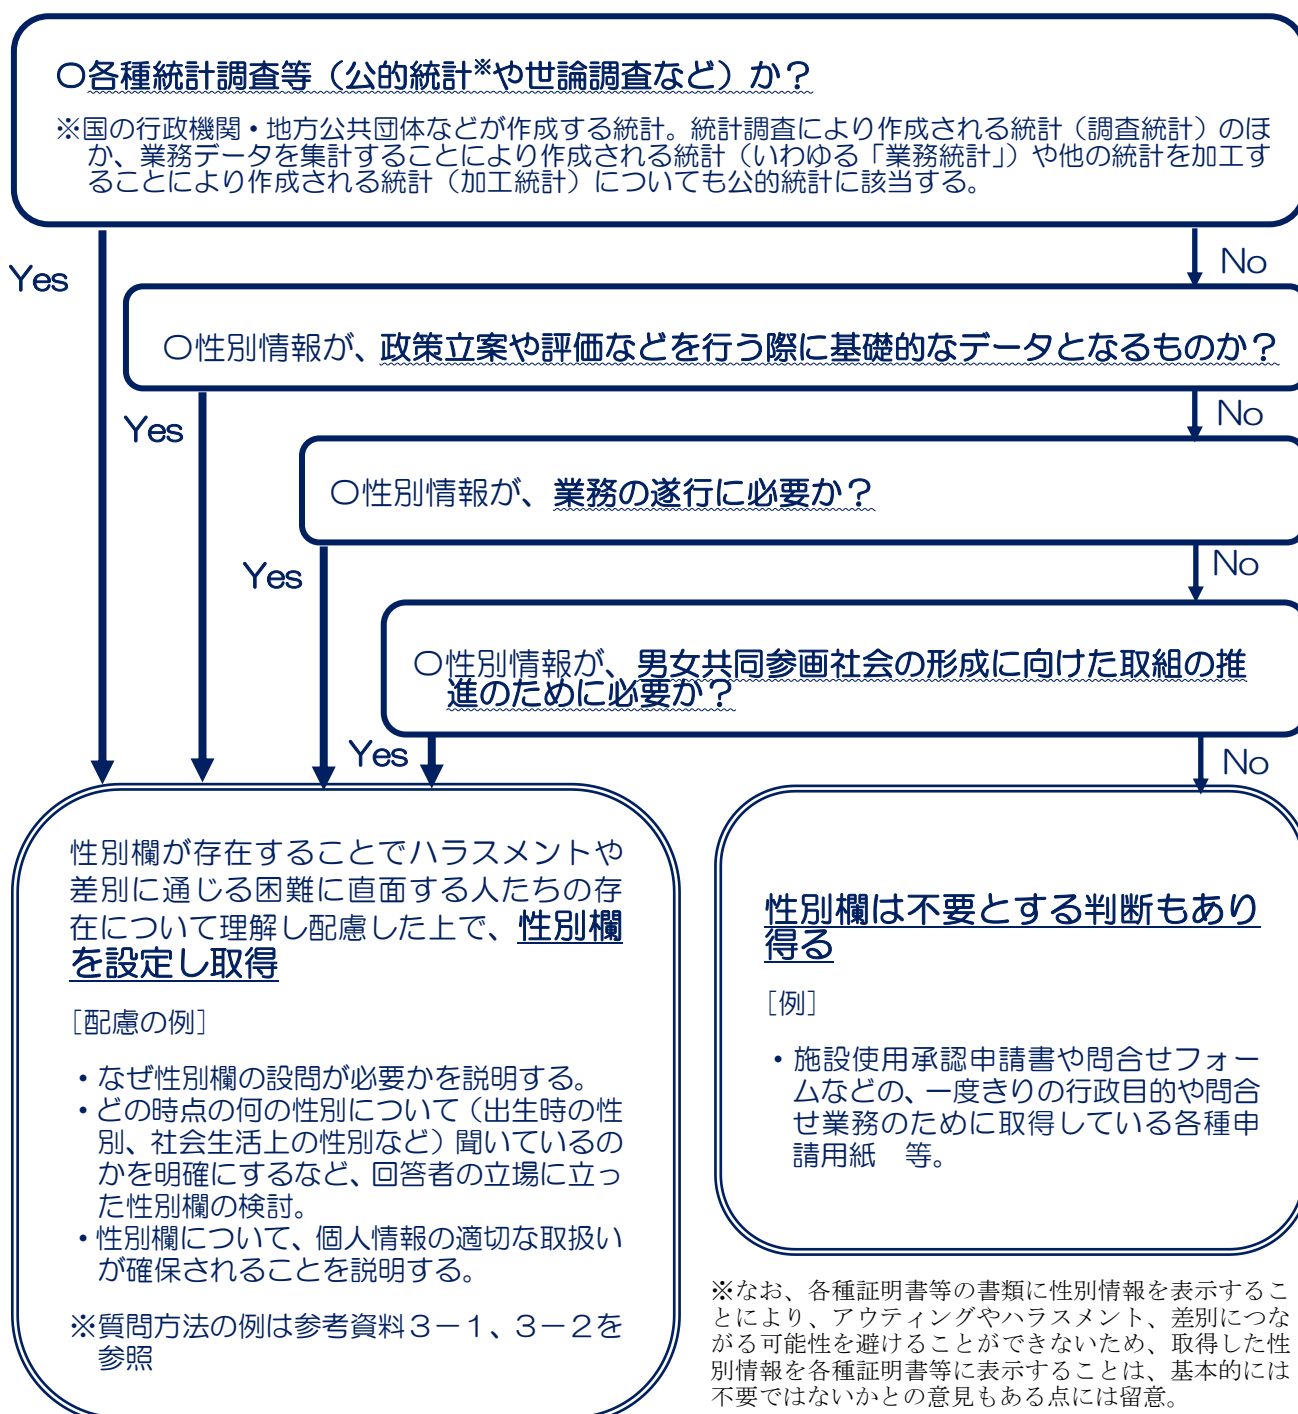 ○各種統計調査等（公的統計※や世論調査など）か？
※国の行政機関・地方公共団体などが作成する統計。統計調査により作成される統計（調査統計）のほ
か、業務データを集計することにより作成される統計（いわゆる「業務統計」）や他の統計を加工す
ることにより作成される統計（加工統計）についても公的統計に該当する。
Yes
No
○性別情報が、政策立案や評価などを行う際に基礎的なデータとなるものか？
Yes
No
○性別情報が、業務の遂行に必要か？
Yes
No
○性別情報が、男女共同参画社会の形成に向けた取組の推
進のために必要か？
Yes
No
性別欄が存在することでハラスメントや
差別に通じる困難に直面する人たちの存
在について理解し配慮した上で、性別欄
を設定し取得
［配慮の例］
・なぜ性別欄の設問が必要かを説明する。
・どの時点の何の性別について（出生時の性
別、社会生活上の性別など）聞いているの
かを明確にするなど、回答者の立場に立っ
た性別欄の検討。
・性別欄について、個人情報の適切な取扱い
が確保されることを説明する。
※質問方法の例は参考資料３－１、３－２を
参照
性別欄は不要とする判断もあり
得る
［例］
・施設使用承認申請書や問合せフォー
ムなどの、一度きりの行政目的や問合
せ業務のために取得している各種申
請用紙　等。
※なお、各種証明書等の書類に性別情報を表示するこ
とにより、アウティングやハラスメント、差別につな
がる可能性を避けることができないため、取得した性
別情報を各種証明書等に表示することは、基本的には
不要ではないかとの意見もある点には留意。